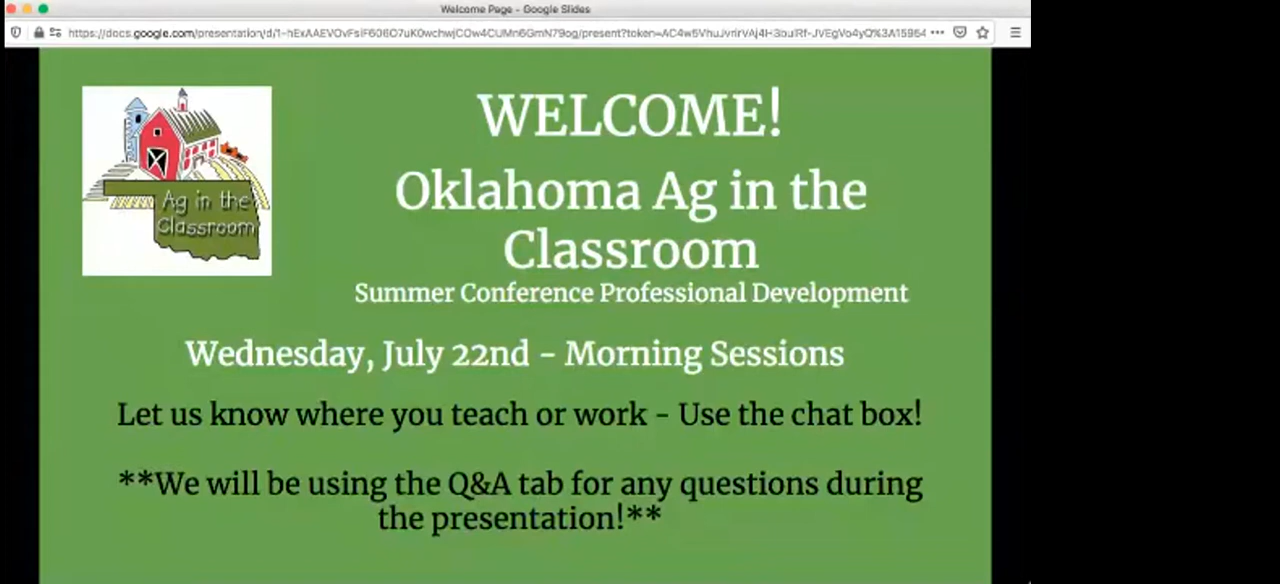 Welcome Page - Google Slides
WELCOME!
Oklahoma Ag in the
Classroom
Ag in the
Classroom
Summer Conference Professional Development
Wednesday, July 22nd - Morning Sessions
Let us know where you teach or work - Use the chat box!
**We will be using the Q&A tab for any questions during
the presentation!**